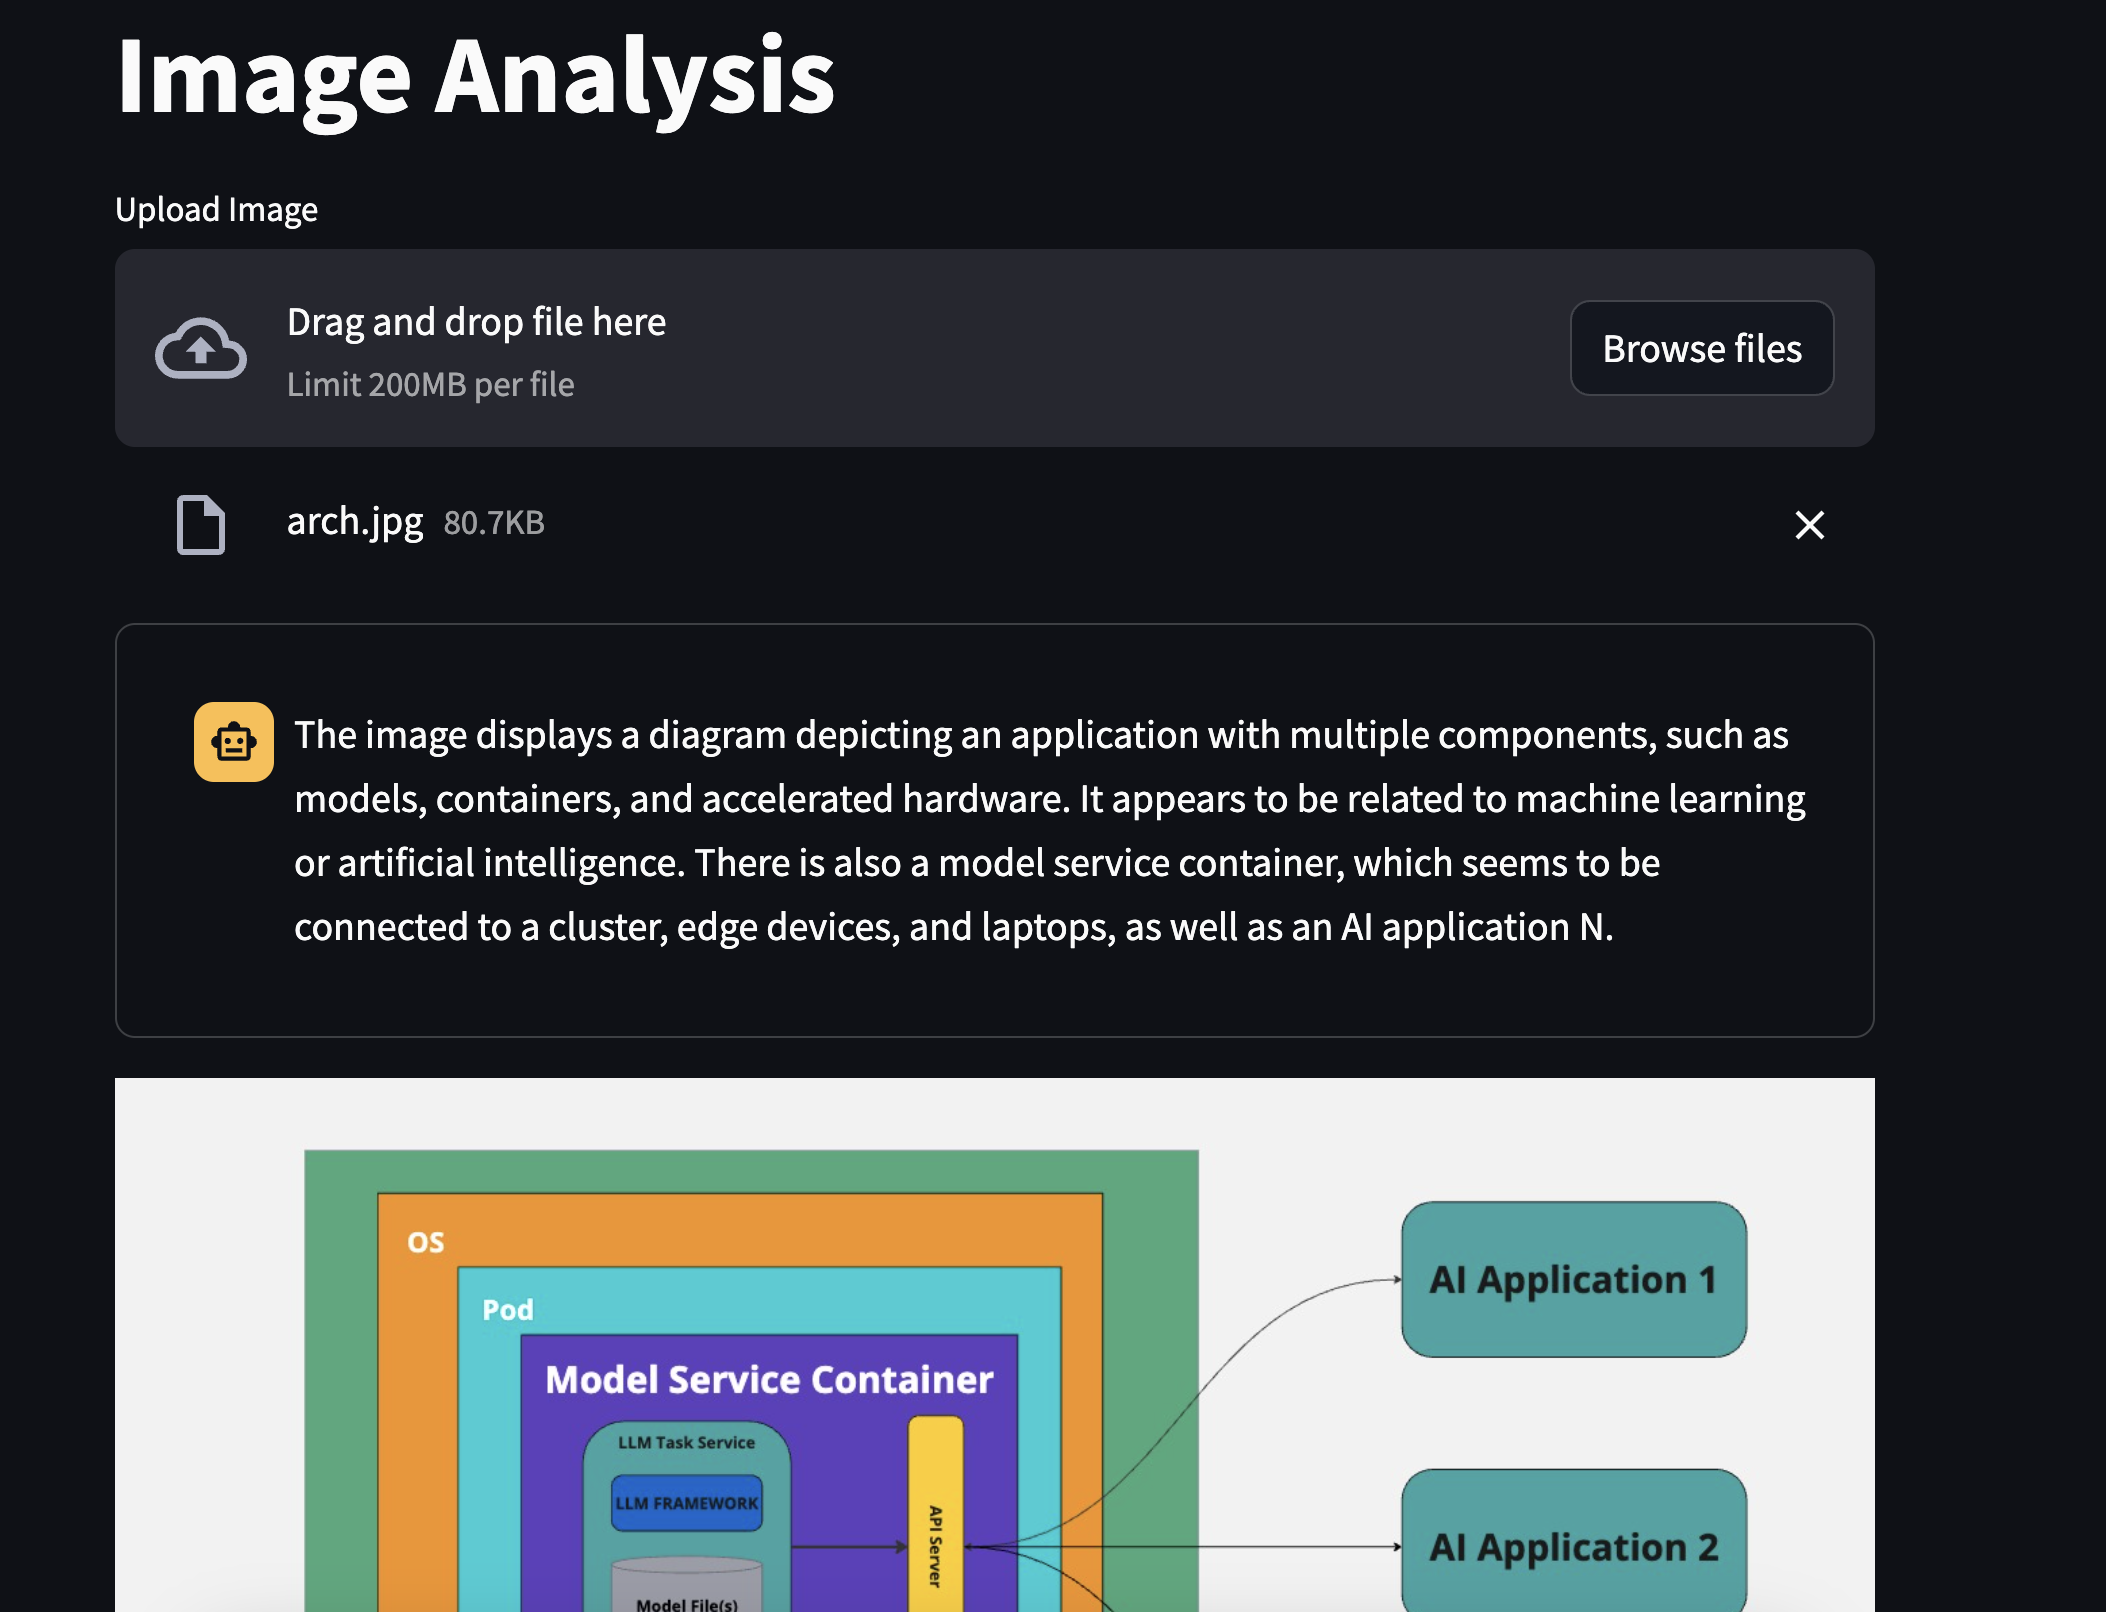 Image Analysis
Upload Image
Drag and drop file here
Limit 200MB per file
Browse files
arch.jpg 80.7KB
The image displays a diagram depicting an application with multiple components, such as
models, containers, and accelerated hardware. It appears to be related to machine learning
or artificial intelligence. There is also a model service container, which seems to be
connected to a cluster, edge devices, and laptops, as well as an AI application N.
OS
Pod
Model Service Container
LLM Task Service
LLM FRAMEWORK
Model File(s)
API Server
AI Application 1
AI Application 2